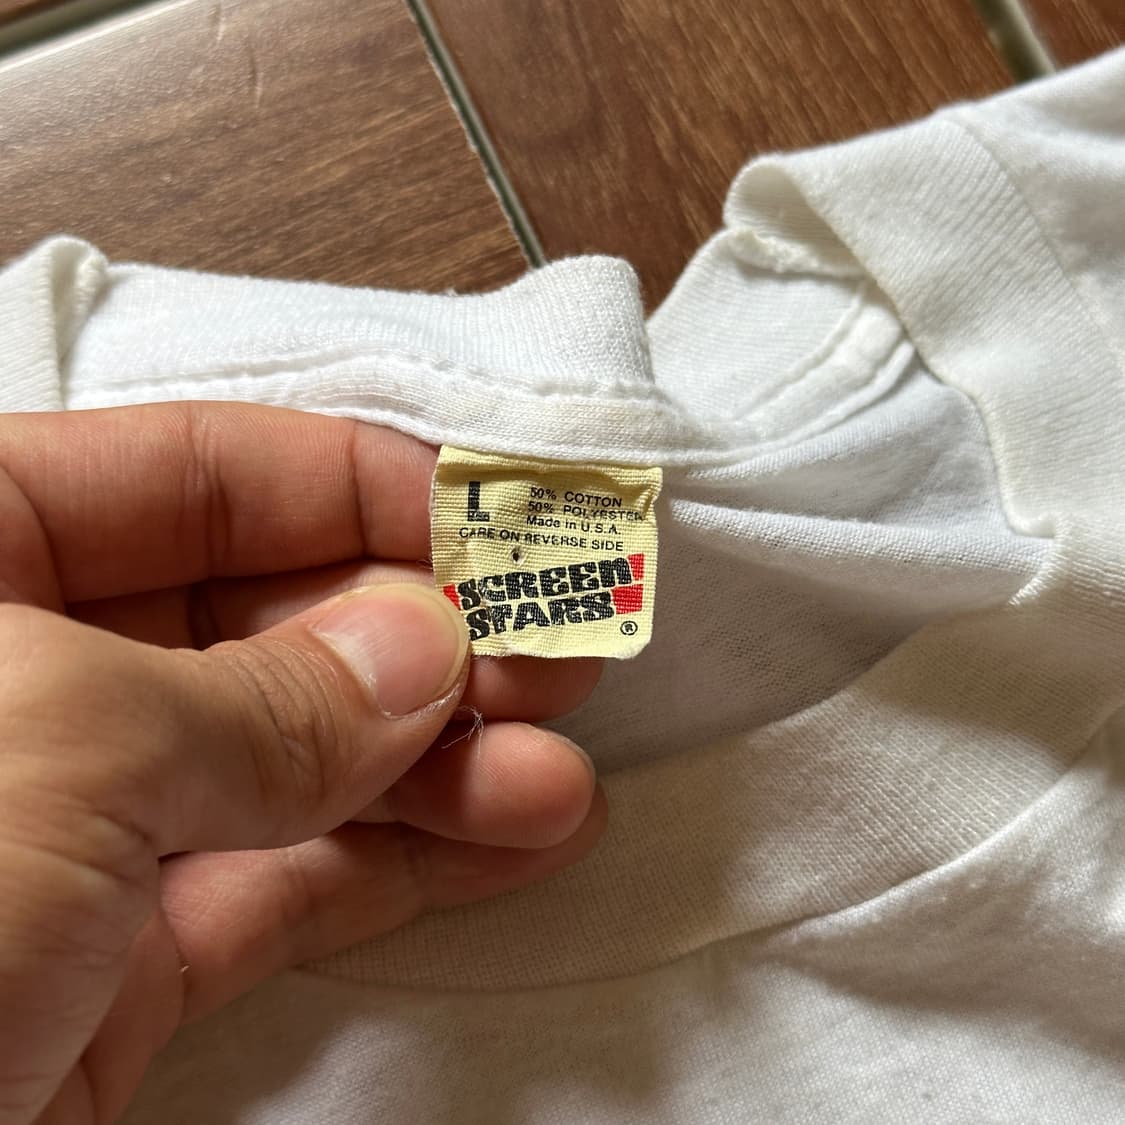 L
50% COTTON
50% POLYESTER
Made in U.S.A.
CARE ON REVERSE SIDE
SCREEN
STARS
®